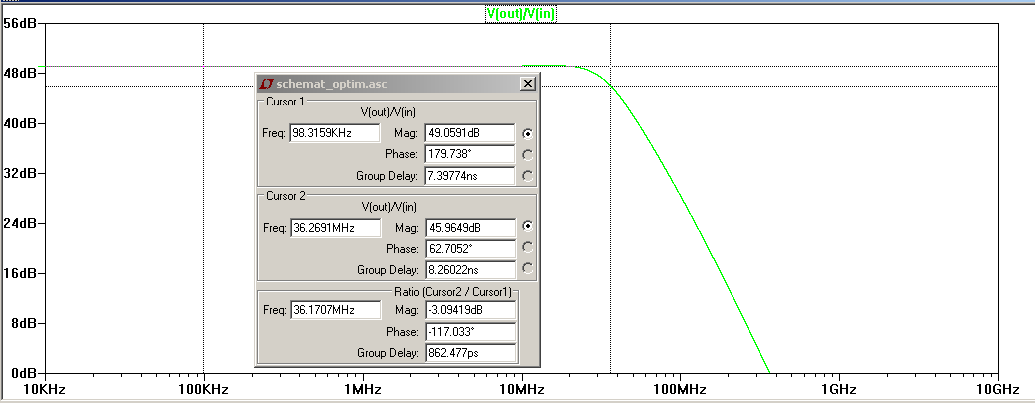 V(out)/V(in)
56dB
48dB
40dB
32dB
24dB
16dB
8dB
0dB
schemat_optim.asc
Cursor 1
V(out)/V(in)
Freq: 98.3159KHz Mag: 49.0591dB
Phase: 179.738°
Group Delay: 7.39774ns
Cursor 2
V(out)/V(in)
Freq: 36.2691MHz Mag: 45.9649dB
Phase: 62.7052°
Group Delay: 8.26022ns
Ratio (Cursor2 / Cursor1)
Freq: 36.1707MHz Mag: -3.09419dB
Phase: -117.033°
Group Delay: 862.477ps
10KHz 100KHz 1MHz 10MHz 100MHz 1GHz 10GHz